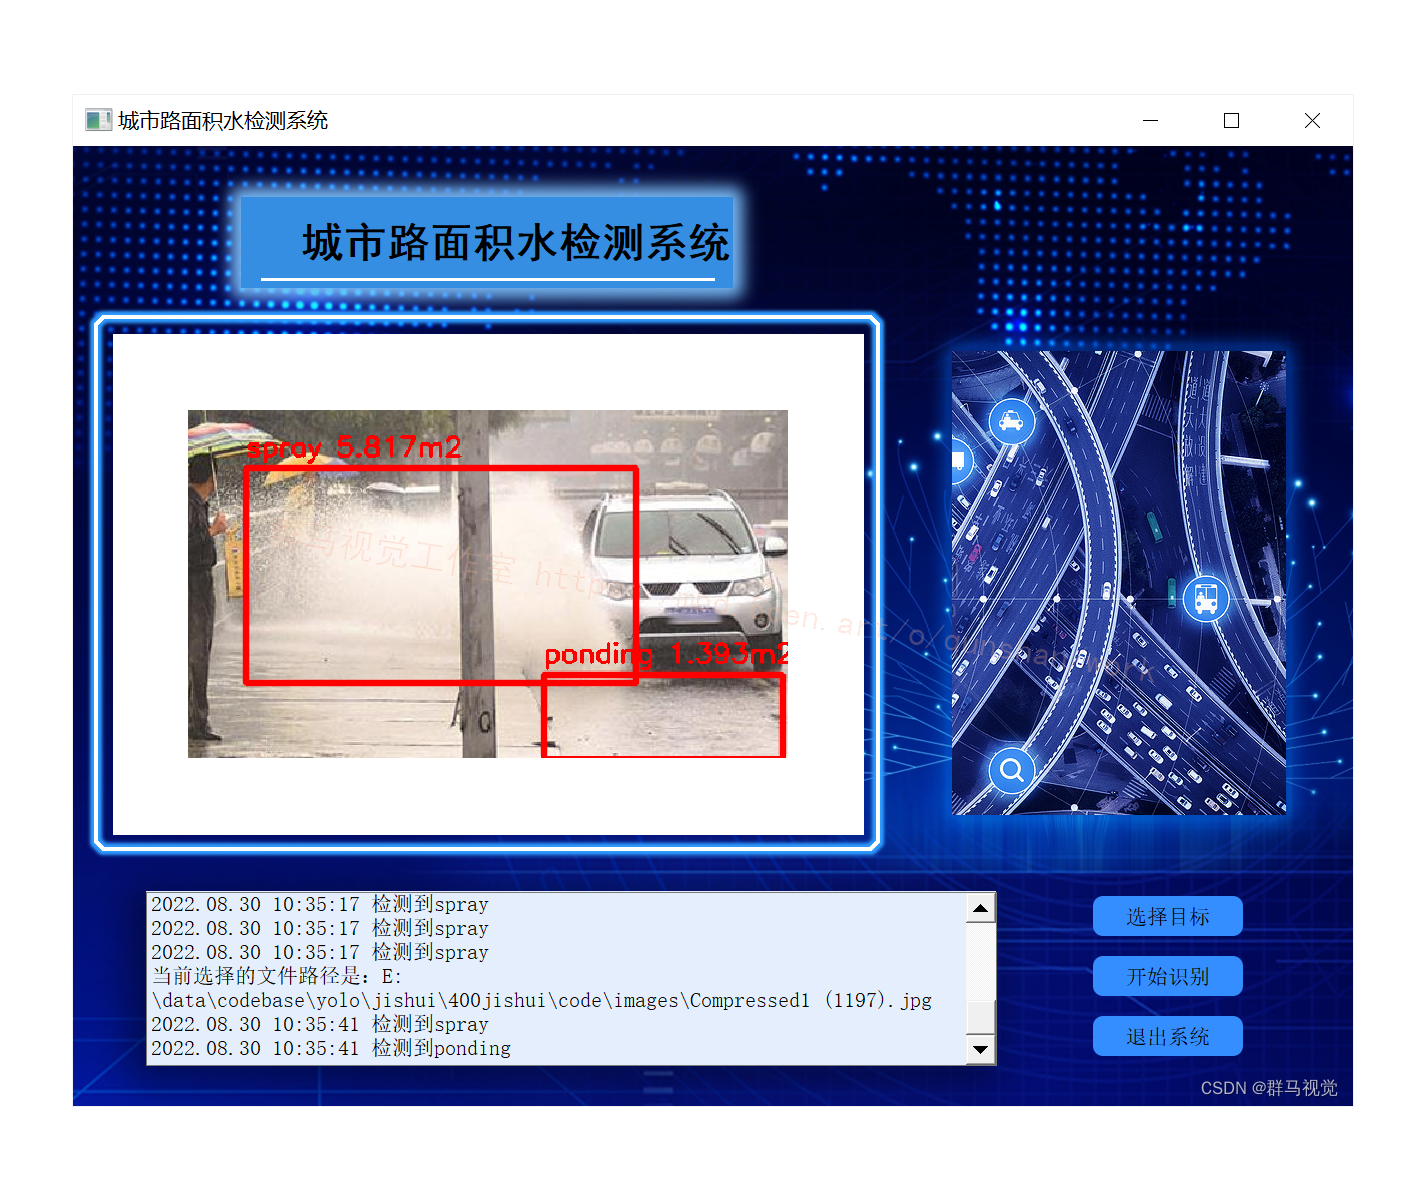 城市路面积水检测系统
城市路面积水检测系统
spray 5.817m2
ponding 1.393m2
2022.08.30 10:35:17 检测到spray
2022.08.30 10:35:17 检测到spray
2022.08.30 10:35:17 检测到spray
当前选择的文件路径是：E:
\data\codebase\yolo\jishui\400jishui\code\images\Compressed1 (1197).jpg
2022.08.30 10:35:41 检测到spray
2022.08.30 10:35:41 检测到ponding
选择目标
开始识别
退出系统
CSDN @群马视觉